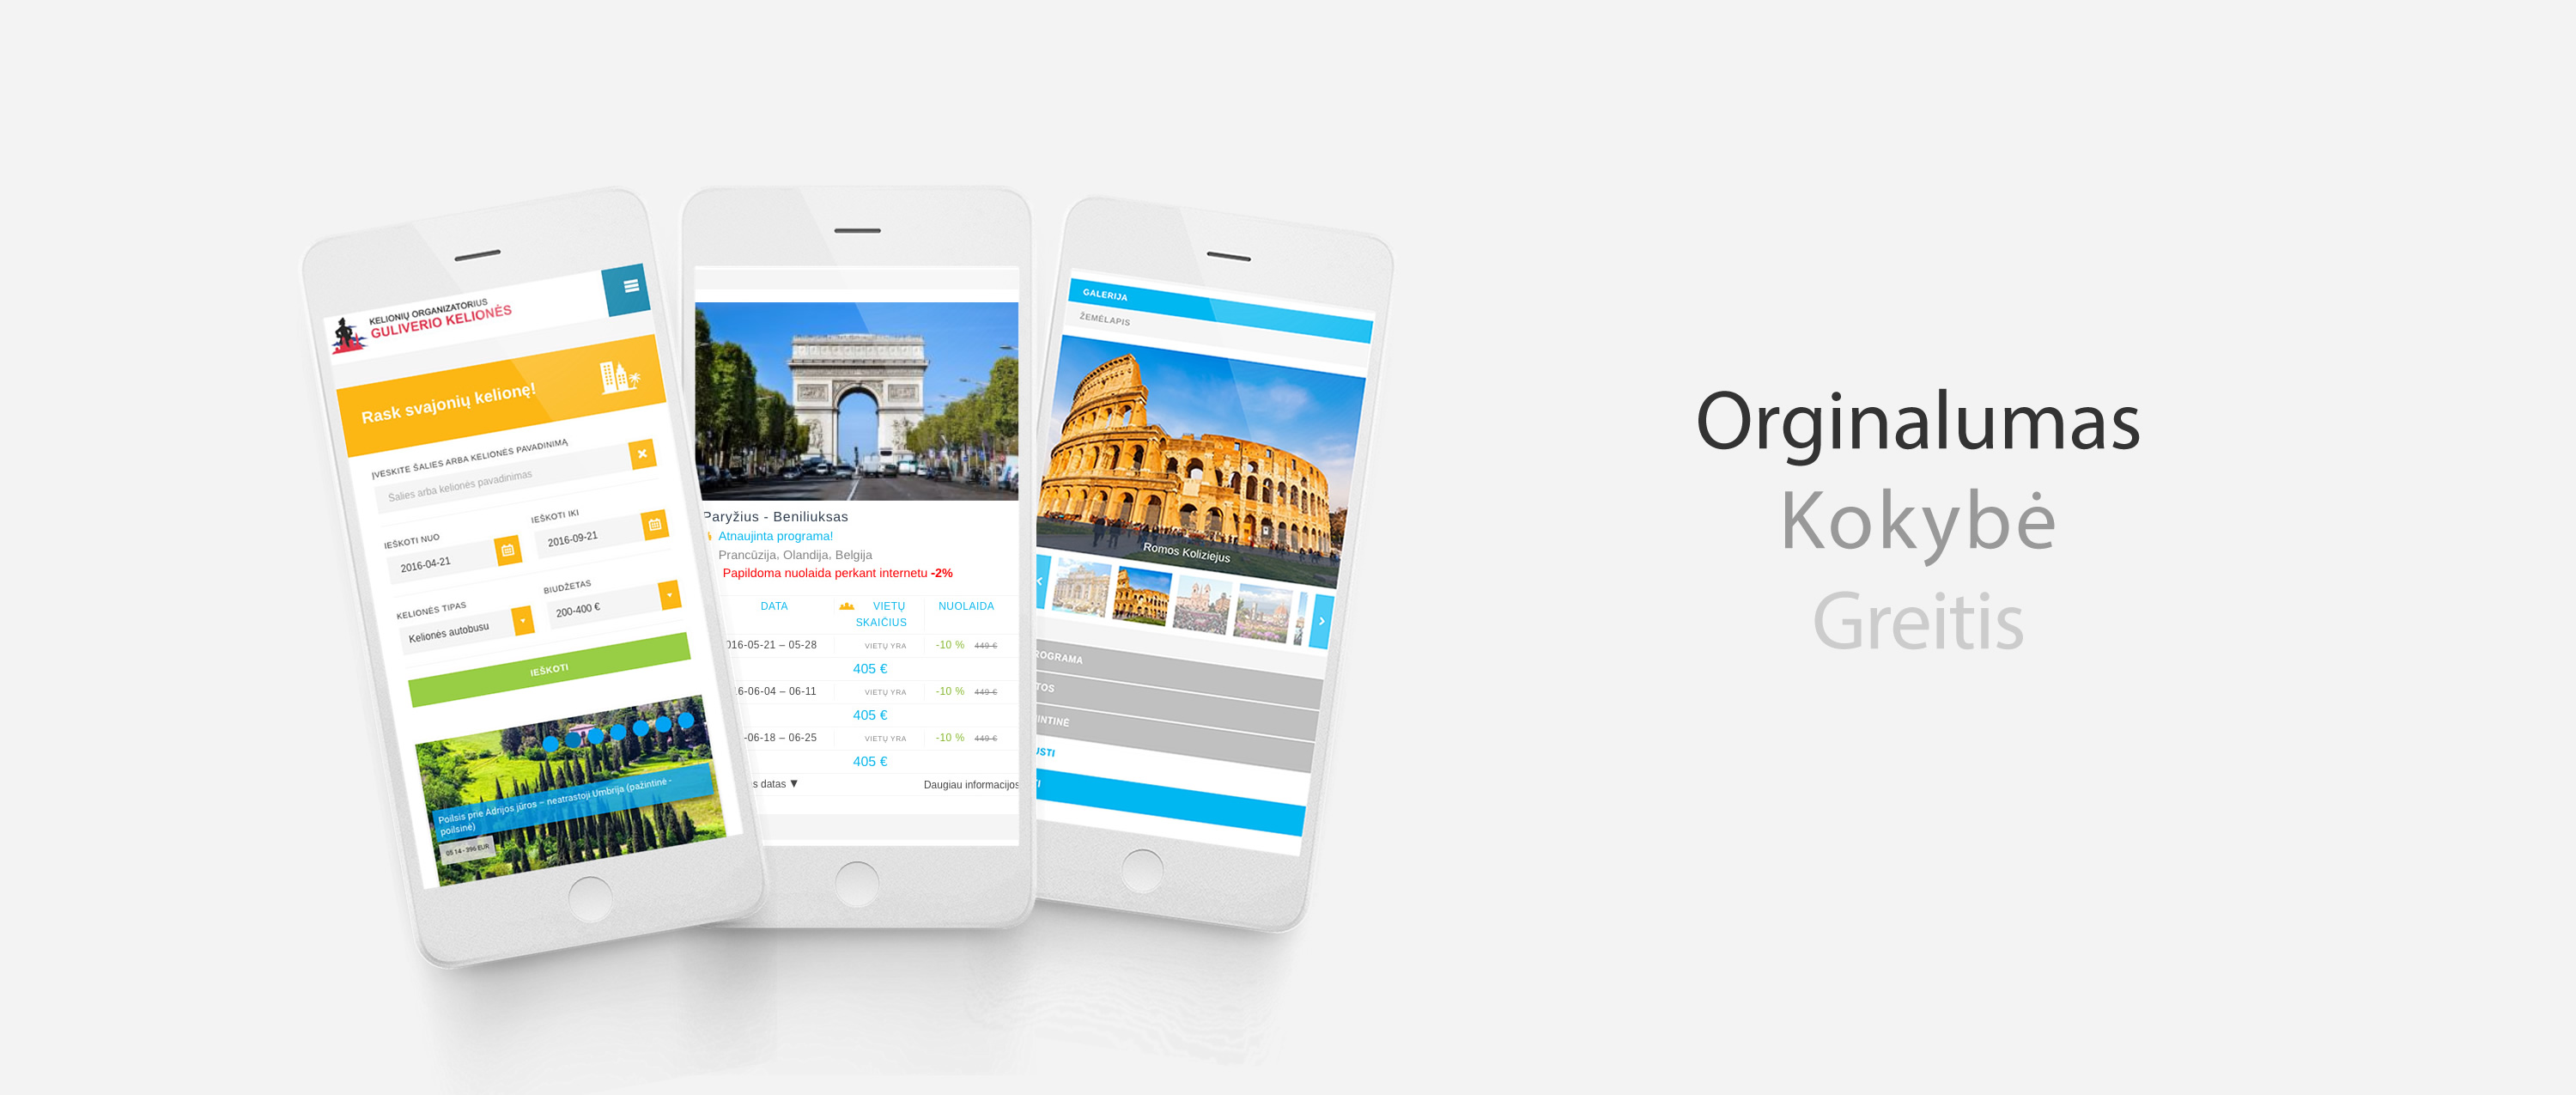 KELIONIŲ ORGANIZATORIUS
GULIVERIO KELIONĖS
Rask svajonių kelionę!
ĮVESKITE ŠALIES ARBA KELIONĖS PAVADINIMĄ
Šalies arba kelionės pavadinimas
IEŠKOTI NUO
IEŠKOTI IKI
2016-04-21
2016-09-21
KELIONĖS TIPAS
BIUDŽETAS
Kelionės autobusu
200-400 €
IEŠKOTI
Poilsis prie Adrijos jūros – neatrastoji Umbrija (pažintinė -
poilsinė)
05 14 - 396 EUR
Paryžius - Beniliuksas
Atnaujinta programa!
Prancūzija, Olandija, Belgija
Papildoma nuolaida perkant internetu -2%
DATA VIETŲ NUOLAIDA
SKAIČIUS
016-05-21 – 05-28 VIETŲ YRA -10 % 449 €
405 €
6-06-04 – 06-11 VIETŲ YRA -10 % 449 €
405 €
-06-18 – 06-25 VIETŲ YRA -10 % 449 €
405 €
s datas ▼ Daugiau informacijos
GALERIJA
ŽEMĖLAPIS
Romos Koliziejus
ROGRAMA
TOS
INTINĖ
USTI
Orginalumas
Kokybė
Greitis